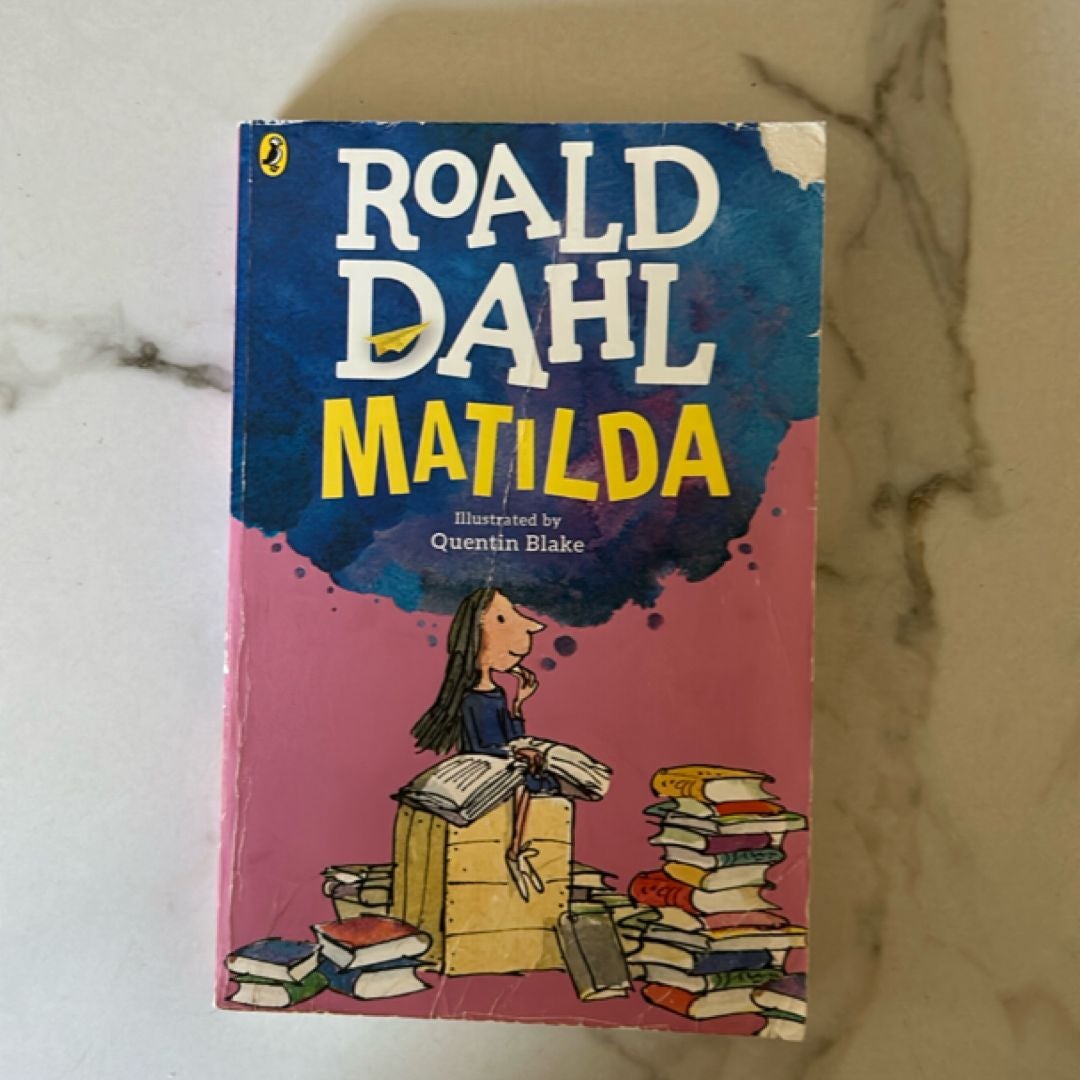 ROALD
DAHL
MATILDA
Illustrated by
Quentin Blake